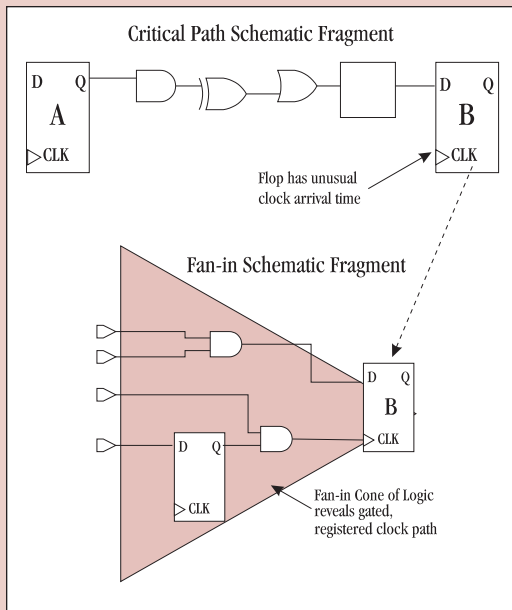 Critical Path Schematic Fragment
D Q
A
CLK
D Q
B
CLK
Flop has unusual
clock arrival time
Fan-in Schematic Fragment
D Q
B
CLK
D Q
CLK
Fan-in Cone of Logic
reveals gated,
registered clock path